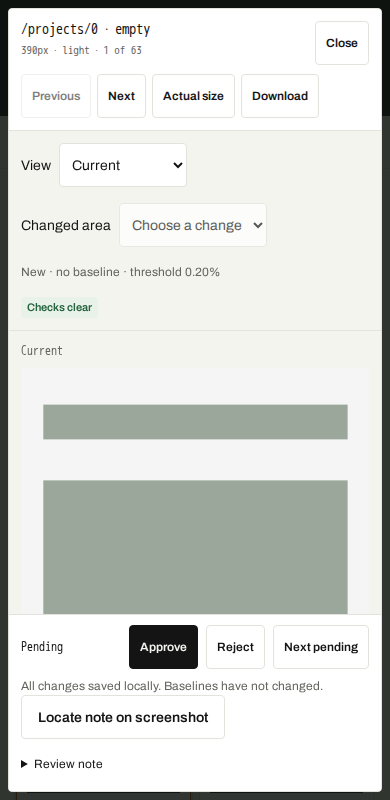 /projects/0 · empty
390px · light · 1 of 63
Close
Previous
Next
Actual size
Download
View
Current
Changed area
Choose a change
New · no baseline · threshold 0.20%
Checks clear
Current
Pending
Approve
Reject
Next pending
All changes saved locally. Baselines have not changed.
Locate note on screenshot
Review note